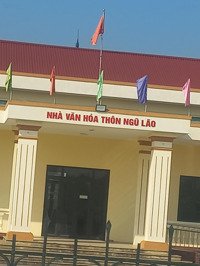 NHÀ VĂN HÓA THÔN NGŨ LÃO